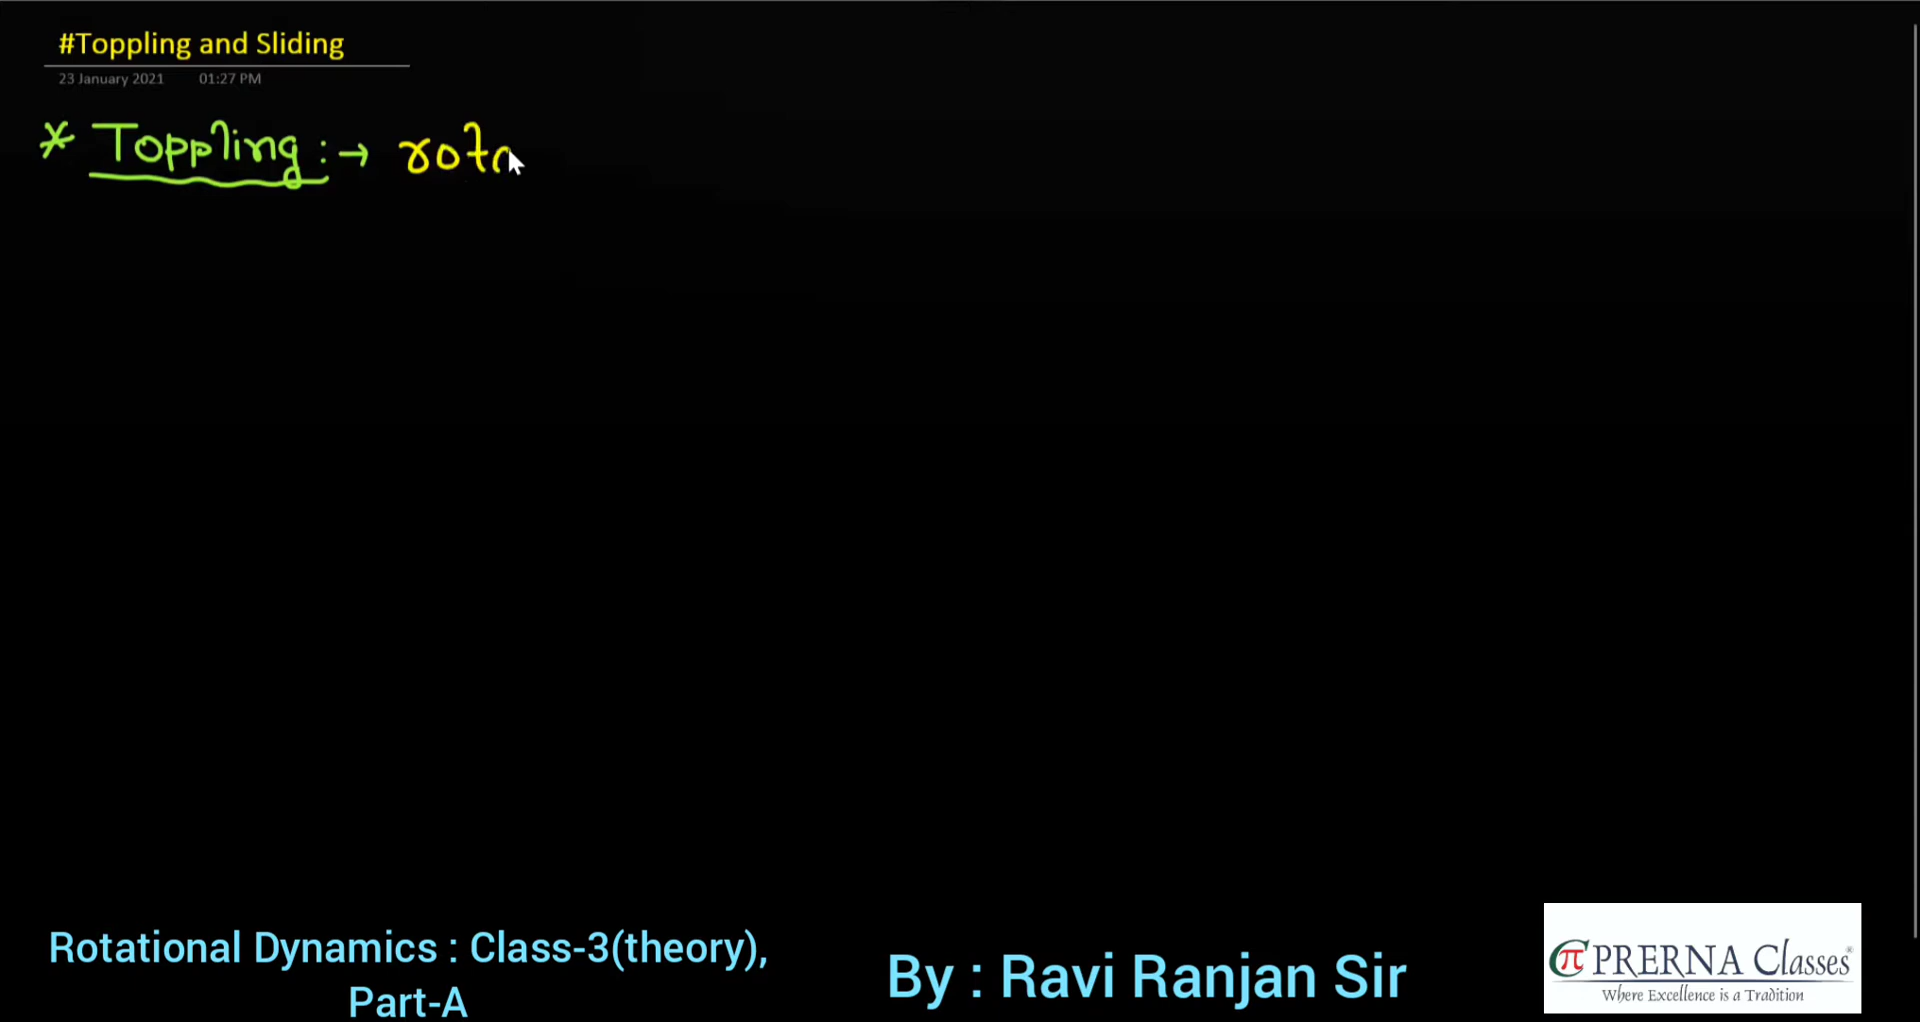 #Toppling and Sliding
23 January 2021 01:27 PM
* Toppling :→ rota
Rotational Dynamics : Class-3(theory),
Part-A
By : Ravi Ranjan Sir
π PRERNA Classes®
Where Excellence is a Tradition